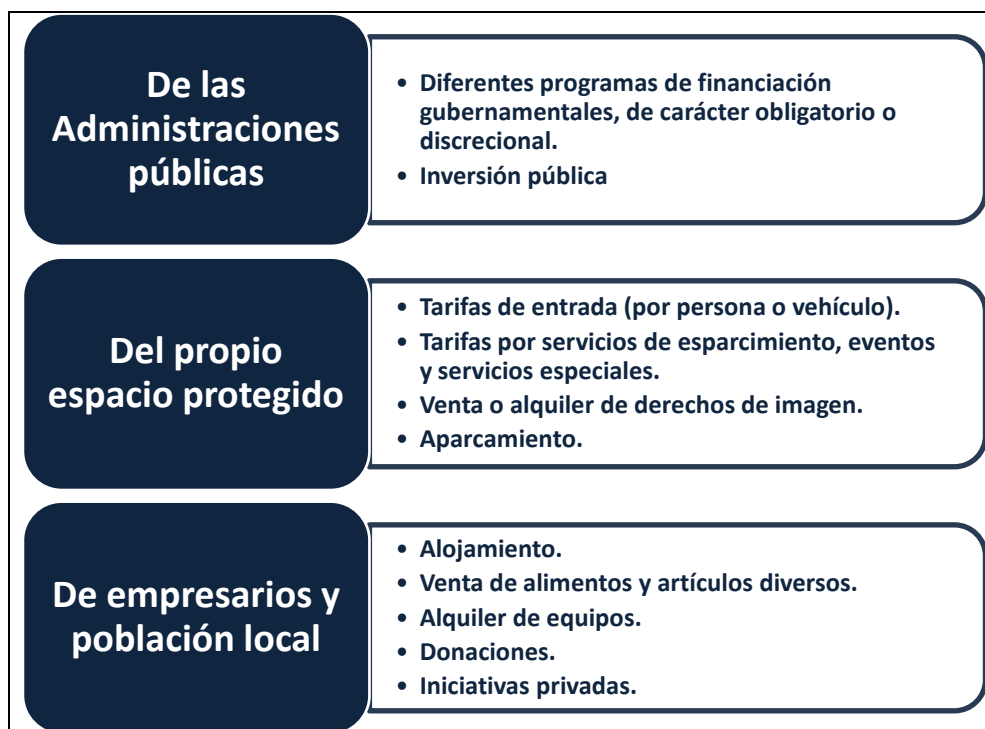 De las
Administraciones
públicas
• Diferentes programas de financiación
gubernamentales, de carácter obligatorio o
discrecional.
• Inversión pública
Del propio
espacio protegido
• Tarifas de entrada (por persona o vehículo).
• Tarifas por servicios de esparcimiento, eventos
y servicios especiales.
• Venta o alquiler de derechos de imagen.
• Aparcamiento.
De empresarios y
población local
• Alojamiento.
• Venta de alimentos y artículos diversos.
• Alquiler de equipos.
• Donaciones.
• Iniciativas privadas.